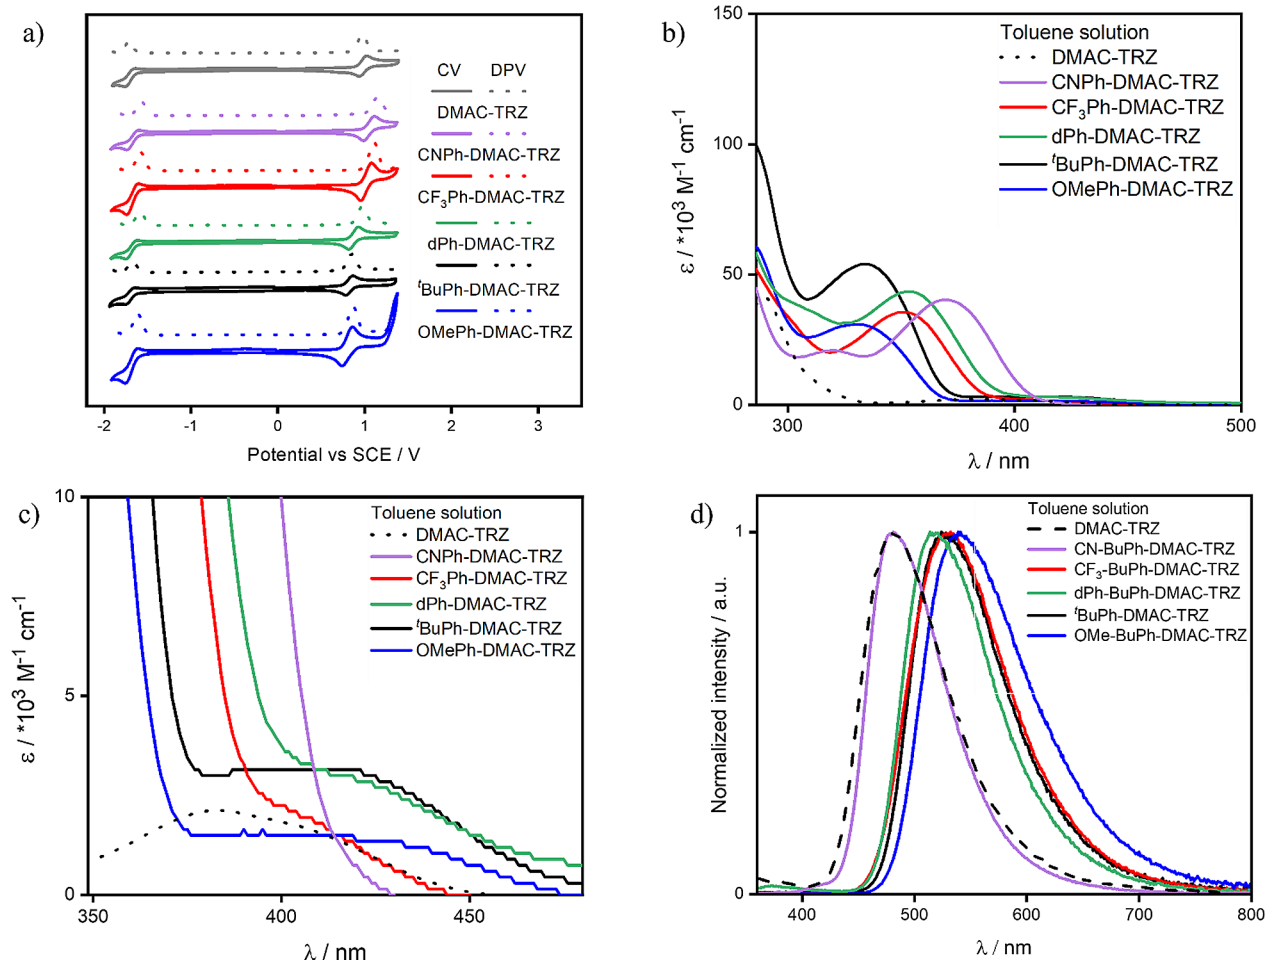 a)
CV DPV
DMAC-TRZ
CNPh-DMAC-TRZ
CF₃Ph-DMAC-TRZ
dPh-DMAC-TRZ
ᵗBuPh-DMAC-TRZ
OMePh-DMAC-TRZ
-2 -1 0 1 2 3
Potential vs SCE / V
b)
150
100
50
0
ε / *10³ M⁻¹ cm⁻¹
Toluene solution
DMAC-TRZ
CNPh-DMAC-TRZ
CF₃Ph-DMAC-TRZ
dPh-DMAC-TRZ
ᵗBuPh-DMAC-TRZ
OMePh-DMAC-TRZ
300 400 500
λ / nm
c)
10
5
0
ε / *10³ M⁻¹ cm⁻¹
Toluene solution
DMAC-TRZ
CNPh-DMAC-TRZ
CF₃Ph-DMAC-TRZ
dPh-DMAC-TRZ
ᵗBuPh-DMAC-TRZ
OMePh-DMAC-TRZ
350 400 450
λ / nm
d)
1
0
Normalized intensity / a.u.
Toluene solution
DMAC-TRZ
CN-BuPh-DMAC-TRZ
CF₃-BuPh-DMAC-TRZ
dPh-BuPh-DMAC-TRZ
ᵗBuPh-DMAC-TRZ
OMe-BuPh-DMAC-TRZ
400 500 600 700 800
λ / nm